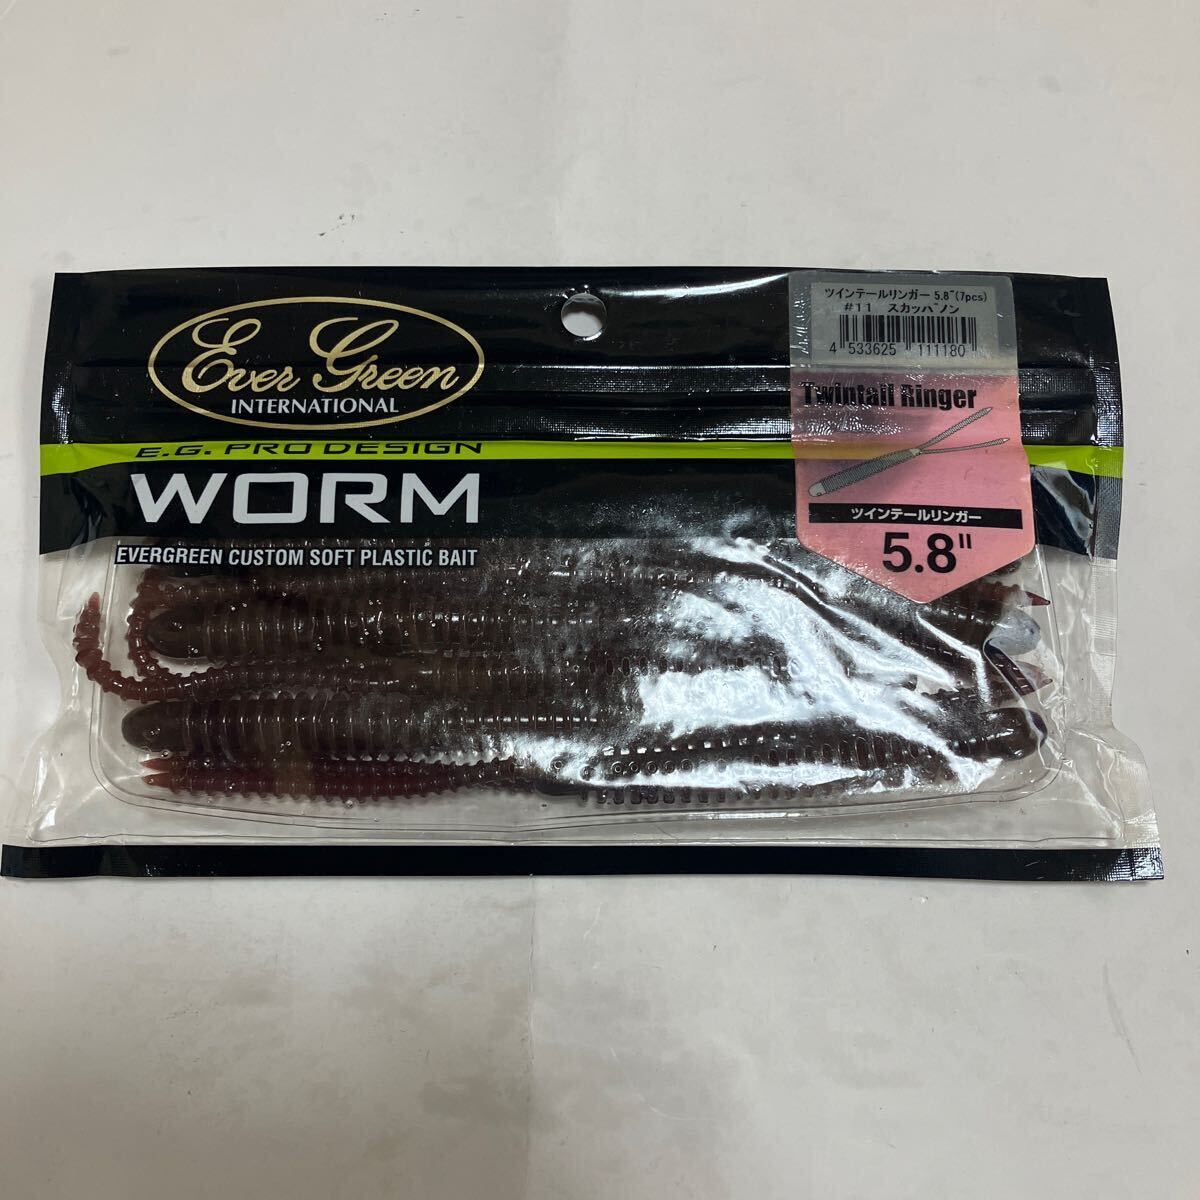 Ever Green
INTERNATIONAL
E.G. PRO DESIGN
WORM
EVERGREEN CUSTOM SOFT PLASTIC BAIT
ツインテールリンガー 5.8"(7pcs)
#11 スカッパノン
4 533625 111180
Twintail Ringer
ツインテールリンガー
5.8"